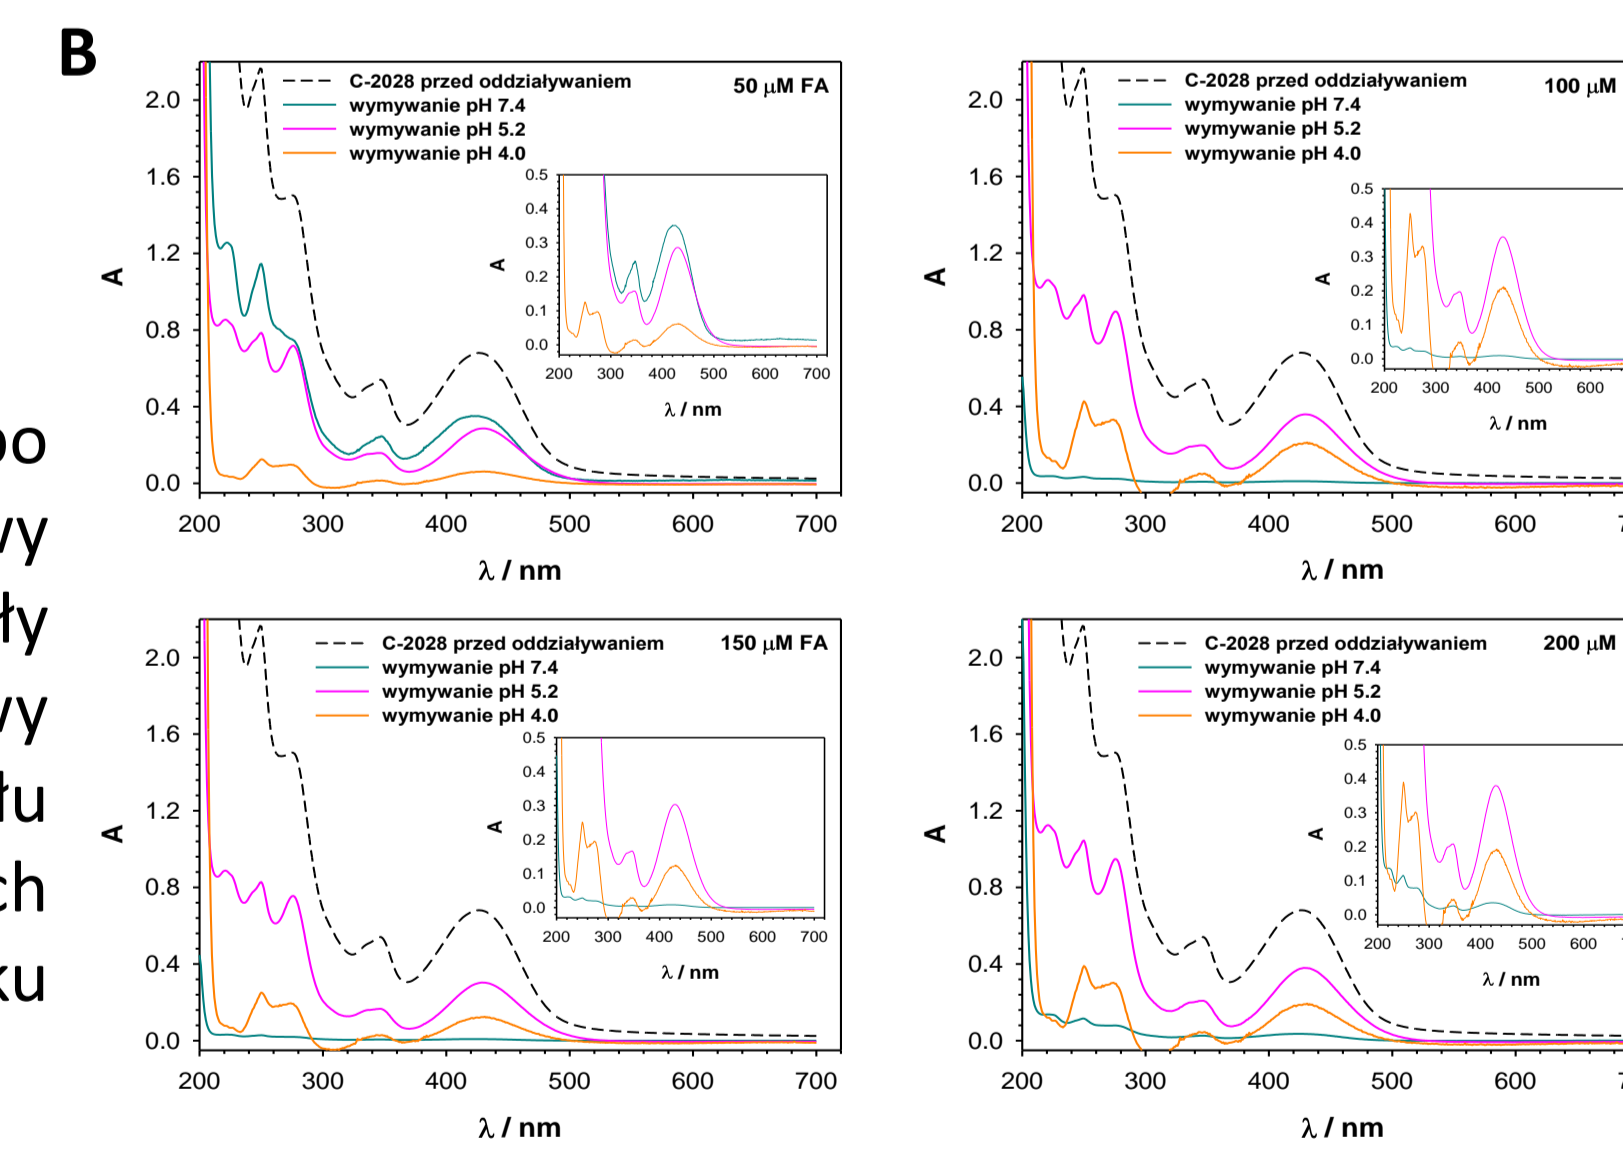 B
po
wy
ły
wy
łu
ch
ku
C-2028 przed oddziaływaniem
wymywanie pH 7.4
wymywanie pH 5.2
wymywanie pH 4.0
50 μM FA
A
2.0
1.6
1.2
0.8
0.4
0.0
200 300 400 500 600 700
λ / nm
A
0.5
0.4
0.3
0.2
0.1
0.0
200 300 400 500 600 700
λ / nm
C-2028 przed oddziaływaniem
wymywanie pH 7.4
wymywanie pH 5.2
wymywanie pH 4.0
100 μM
A
2.0
1.6
1.2
0.8
0.4
0.0
200 300 400 500 600
λ / nm
A
0.5
0.4
0.3
0.2
0.1
0.0
200 300 400 500 600
λ / nm
C-2028 przed oddziaływaniem
wymywanie pH 7.4
wymywanie pH 5.2
wymywanie pH 4.0
150 μM FA
A
2.0
1.6
1.2
0.8
0.4
0.0
200 300 400 500 600 700
λ / nm
A
0.5
0.4
0.3
0.2
0.1
0.0
200 300 400 500 600 700
λ / nm
C-2028 przed oddziaływaniem
wymywanie pH 7.4
wymywanie pH 5.2
wymywanie pH 4.0
200 μM
A
2.0
1.6
1.2
0.8
0.4
0.0
200 300 400 500 600
λ / nm
A
0.5
0.4
0.3
0.2
0.1
0.0
200 300 400 500 600
λ / nm